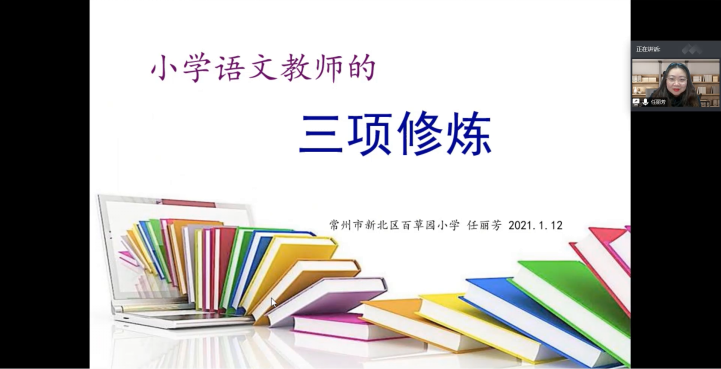 小学语文教师的
三项修炼
常州市新北区百草园小学 任丽芳 2021.1.12
正在讲话:
任丽芳